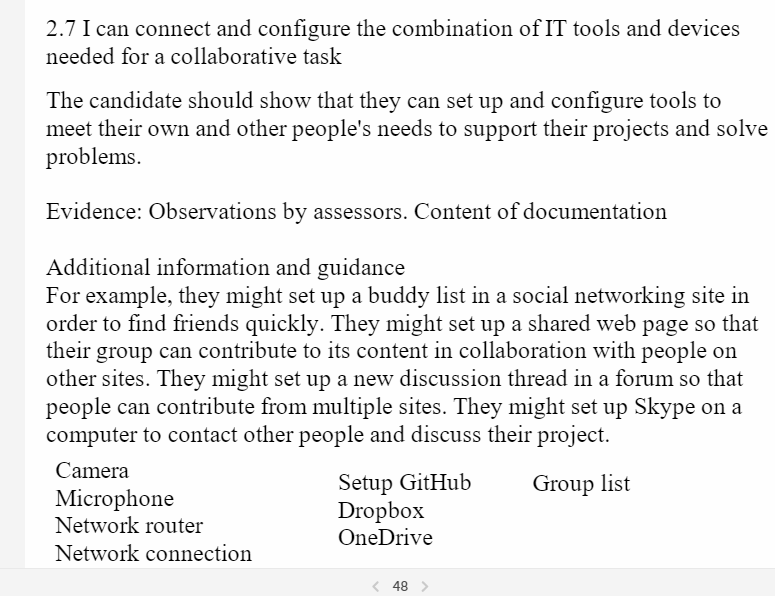 2.7 I can connect and configure the combination of IT tools and devices
needed for a collaborative task
The candidate should show that they can set up and configure tools to
meet their own and other people's needs to support their projects and solve
problems.
Evidence: Observations by assessors. Content of documentation
Additional information and guidance
For example, they might set up a buddy list in a social networking site in
order to find friends quickly. They might set up a shared web page so that
their group can contribute to its content in collaboration with people on
other sites. They might set up a new discussion thread in a forum so that
people can contribute from multiple sites. They might set up Skype on a
computer to contact other people and discuss their project.
Camera
Microphone
Network router
Network connection
Setup GitHub
Dropbox
OneDrive
Group list
< 48 >